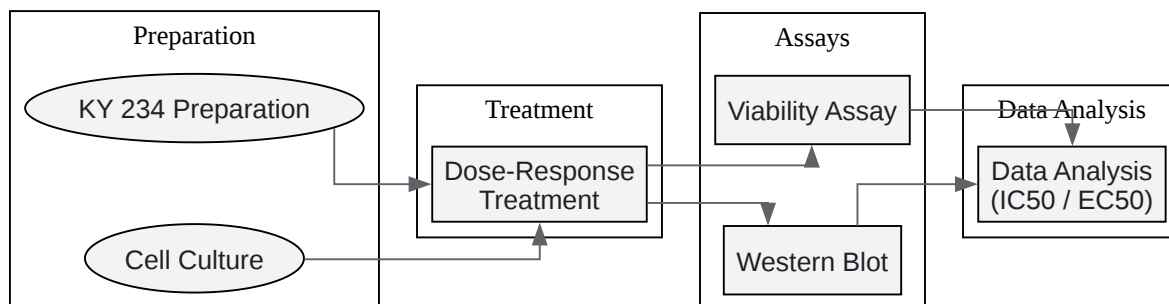 Preparation
KY 234 Preparation
Cell Culture
Treatment
Dose-Response
Treatment
Assays
Viability Assay
Western Blot
Data Analysis
Data Analysis
(IC50 / EC50)